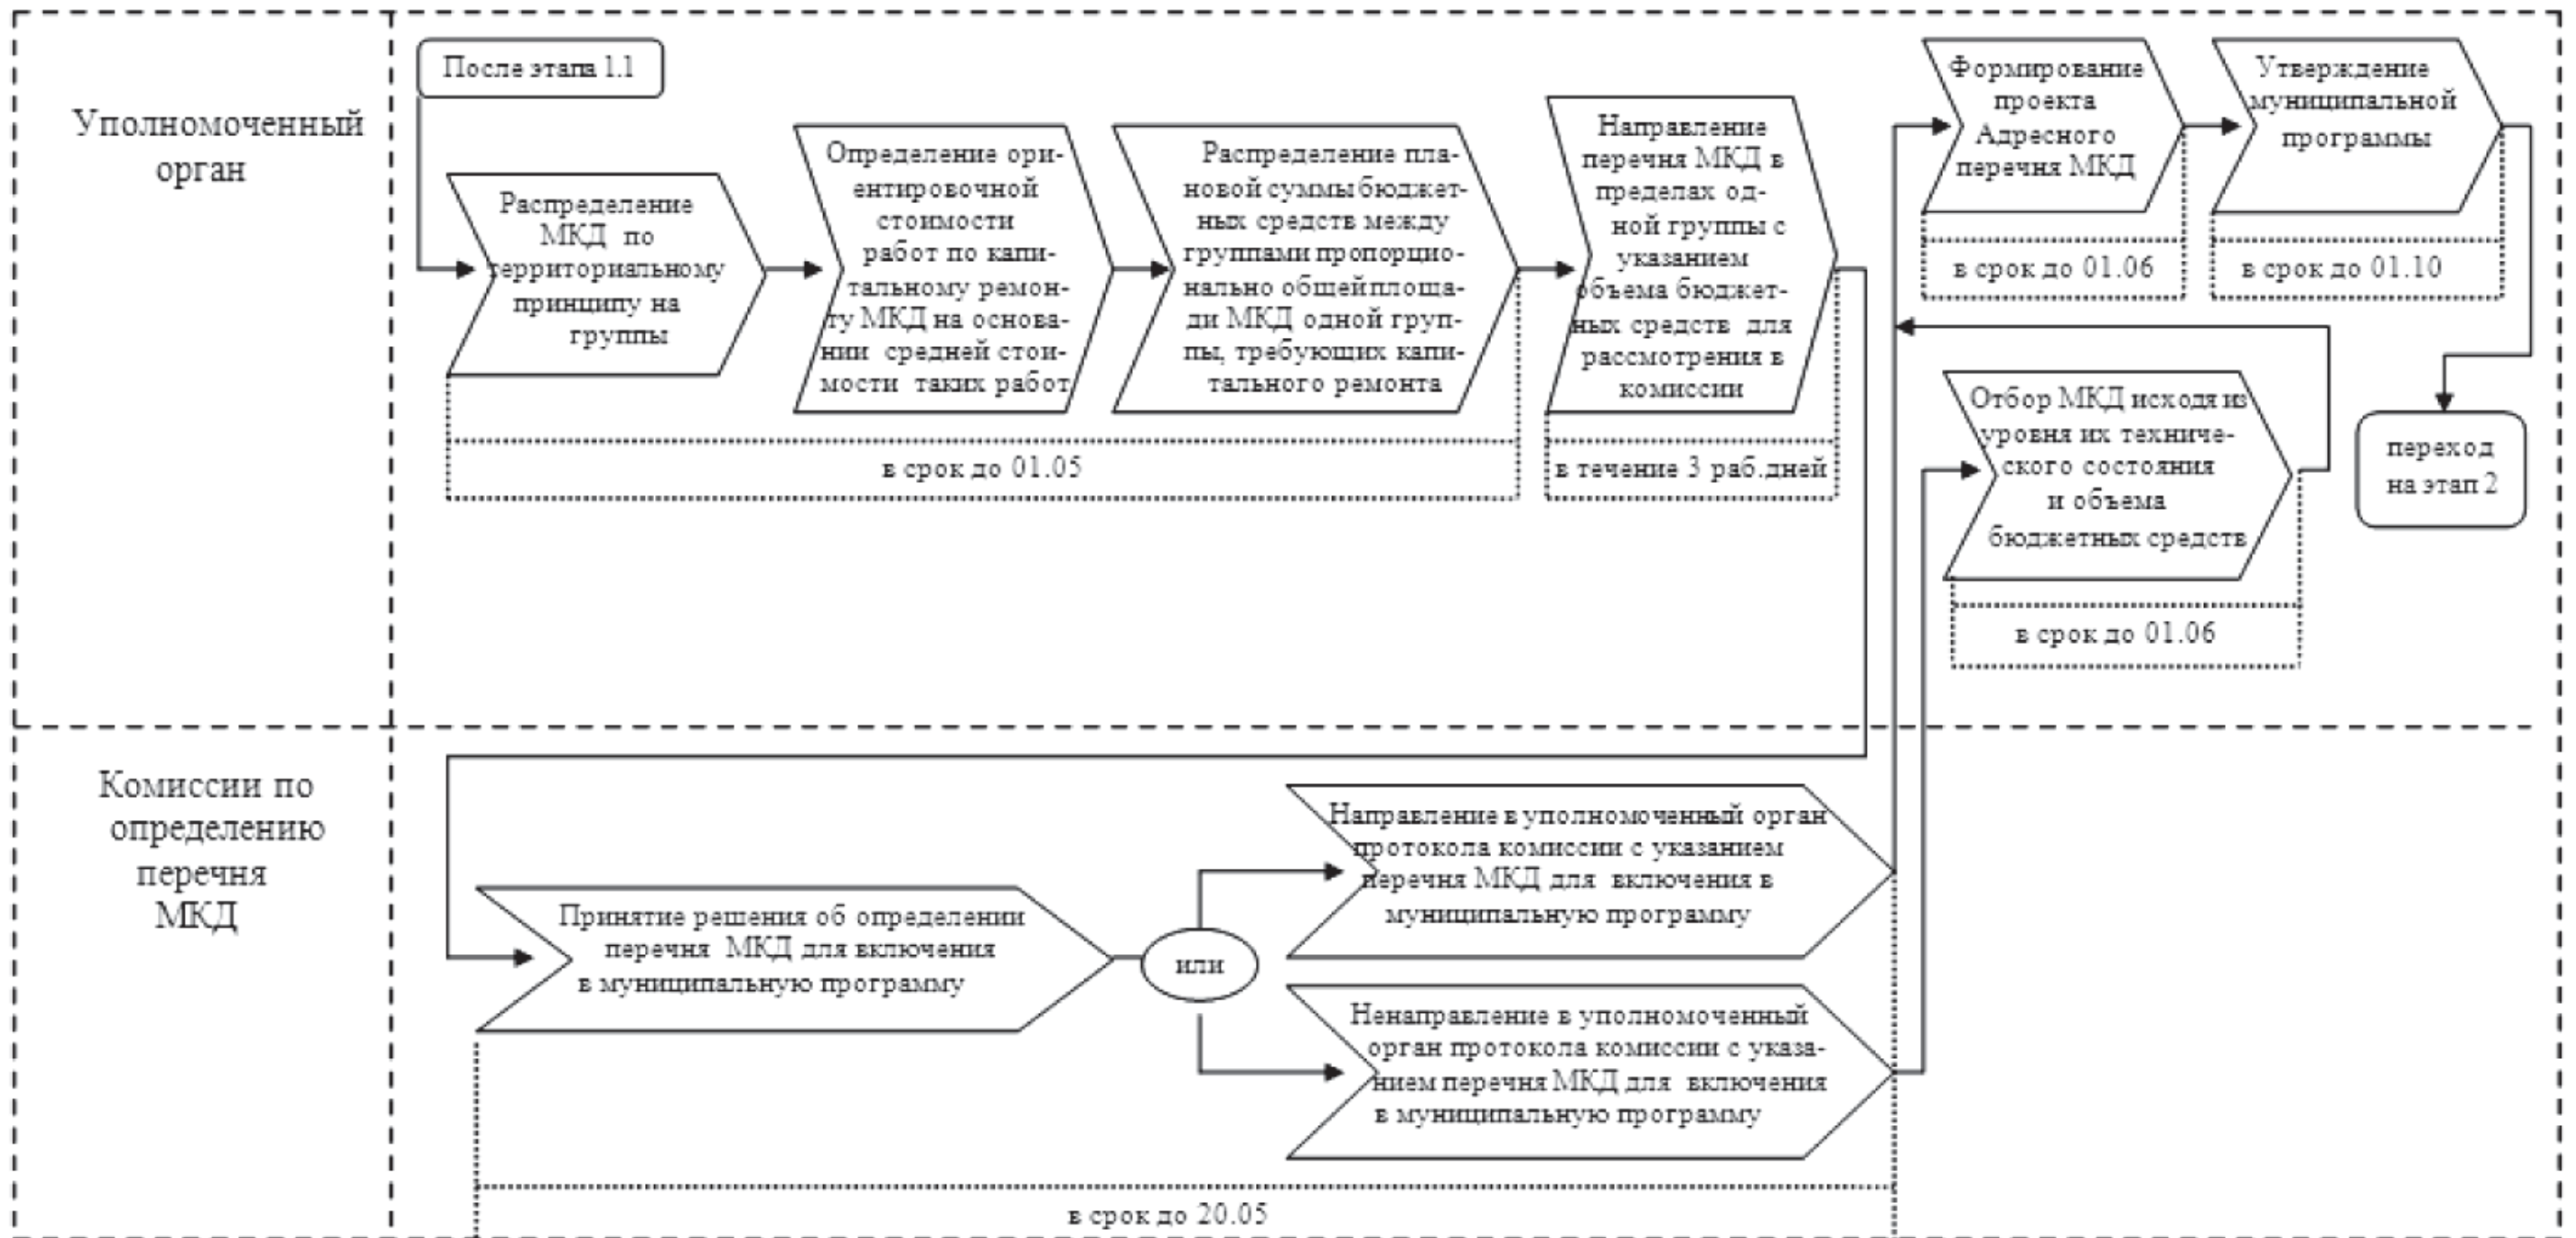 Уполномоченный
орган
После этапа 1.1
Распределение
МКД по
территориальному
принципу на
группы
Определение ори-
ентировочной
стоимости
работ по капи-
тальному ремон-
ту МКД на основа-
нии средней стои-
мости таких работ
Распределение пла-
новой суммы бюджет-
ных средств между
группами пропорцио-
нально общей площа-
ди МКД одной груп-
пы, требующих капи-
тального ремонта
в срок до 01.05
Направление
перечня МКД в
пределах од-
ной группы с
указанием
объема бюджет-
ных средств для
рассмотрения в
комиссии
в течение 3 раб.дней
Формирование
проекта
Адресного
перечня МКД
в срок до 01.06
Утверждение
муниципальной
программы
в срок до 01.10
Отбор МКД исходя из
уровня их техниче-
ского состояния
и объема
бюджетных средств
в срок до 01.06
переход
на этап 2
Комиссии по
определению
перечня
МКД
Принятие решения об определении
перечня МКД для включения
в муниципальную программу
или
Направление в уполномоченный орган
протокола комиссии с указанием
перечня МКД для включения в
муниципальную программу
Ненаправление в уполномоченный
орган протокола комиссии с указа-
нием перечня МКД для включения
в муниципальную программу
в срок до 20.05